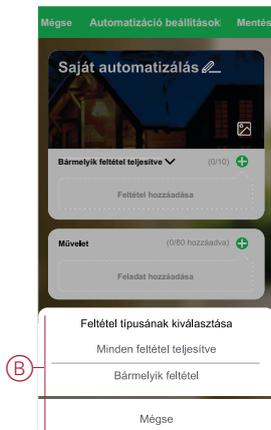 Mégse Automatizáció beállítások Mentés
Saját automatizálás
Bármelyik feltétel teljesítve (0/10)
Feltétel hozzáadása
Művelet (0/80 hozzáadva)
Feladat hozzáadása
Feltétel típusának kiválasztása
Minden feltétel teljesítve
B
Bármelyik feltétel
Mégse